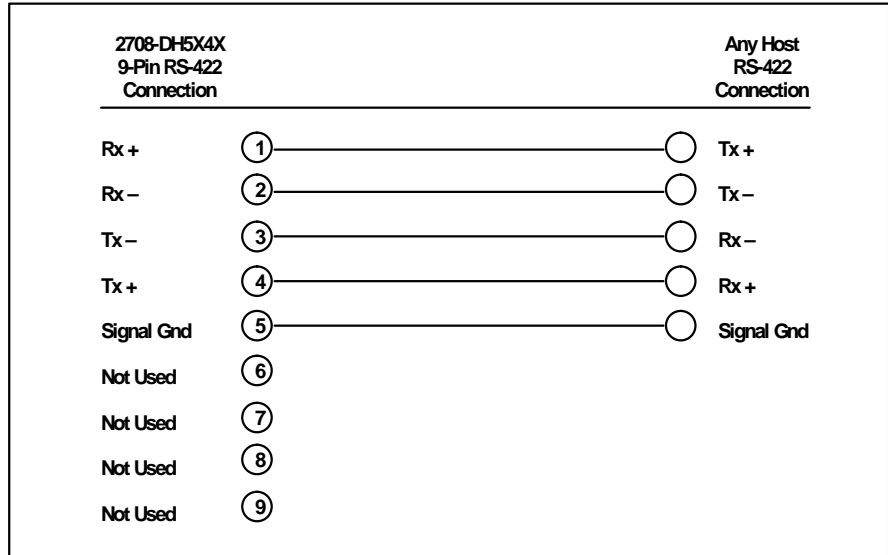 2708-DH5X4X
9-Pin RS-422
Connection
Any Host
RS-422
Connection
Rx + 1 Tx +
Rx – 2 Tx –
Tx – 3 Rx –
Tx + 4 Rx +
Signal Gnd 5 Signal Gnd
Not Used 6
Not Used 7
Not Used 8
Not Used 9